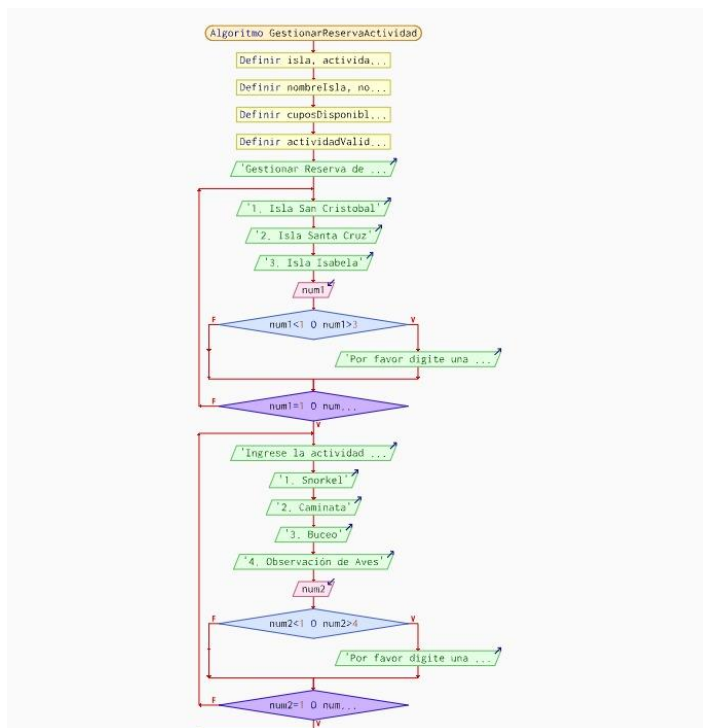 Algoritmo GestionarReservaActividad
Definir isla, activida...
Definir nombreIsla, no...
Definir cuposDisponibl...
Definir actividadValid...
'Gestionar Reserva de ...
'1. Isla San Cristobal'
'2. Isla Santa Cruz'
'3. Isla Isabela'
num1
F
V
num1<1 O num1>3
'Por favor digite una ...
F
num1=1 O num...
V
'Ingrese la actividad ...
'1. Snorkel'
'2. Caminata'
'3. Buceo'
'4. Observación de Aves'
num2
F
V
num2<1 O num2>4
'Por favor digite una ...
F
num2=1 O num...
V